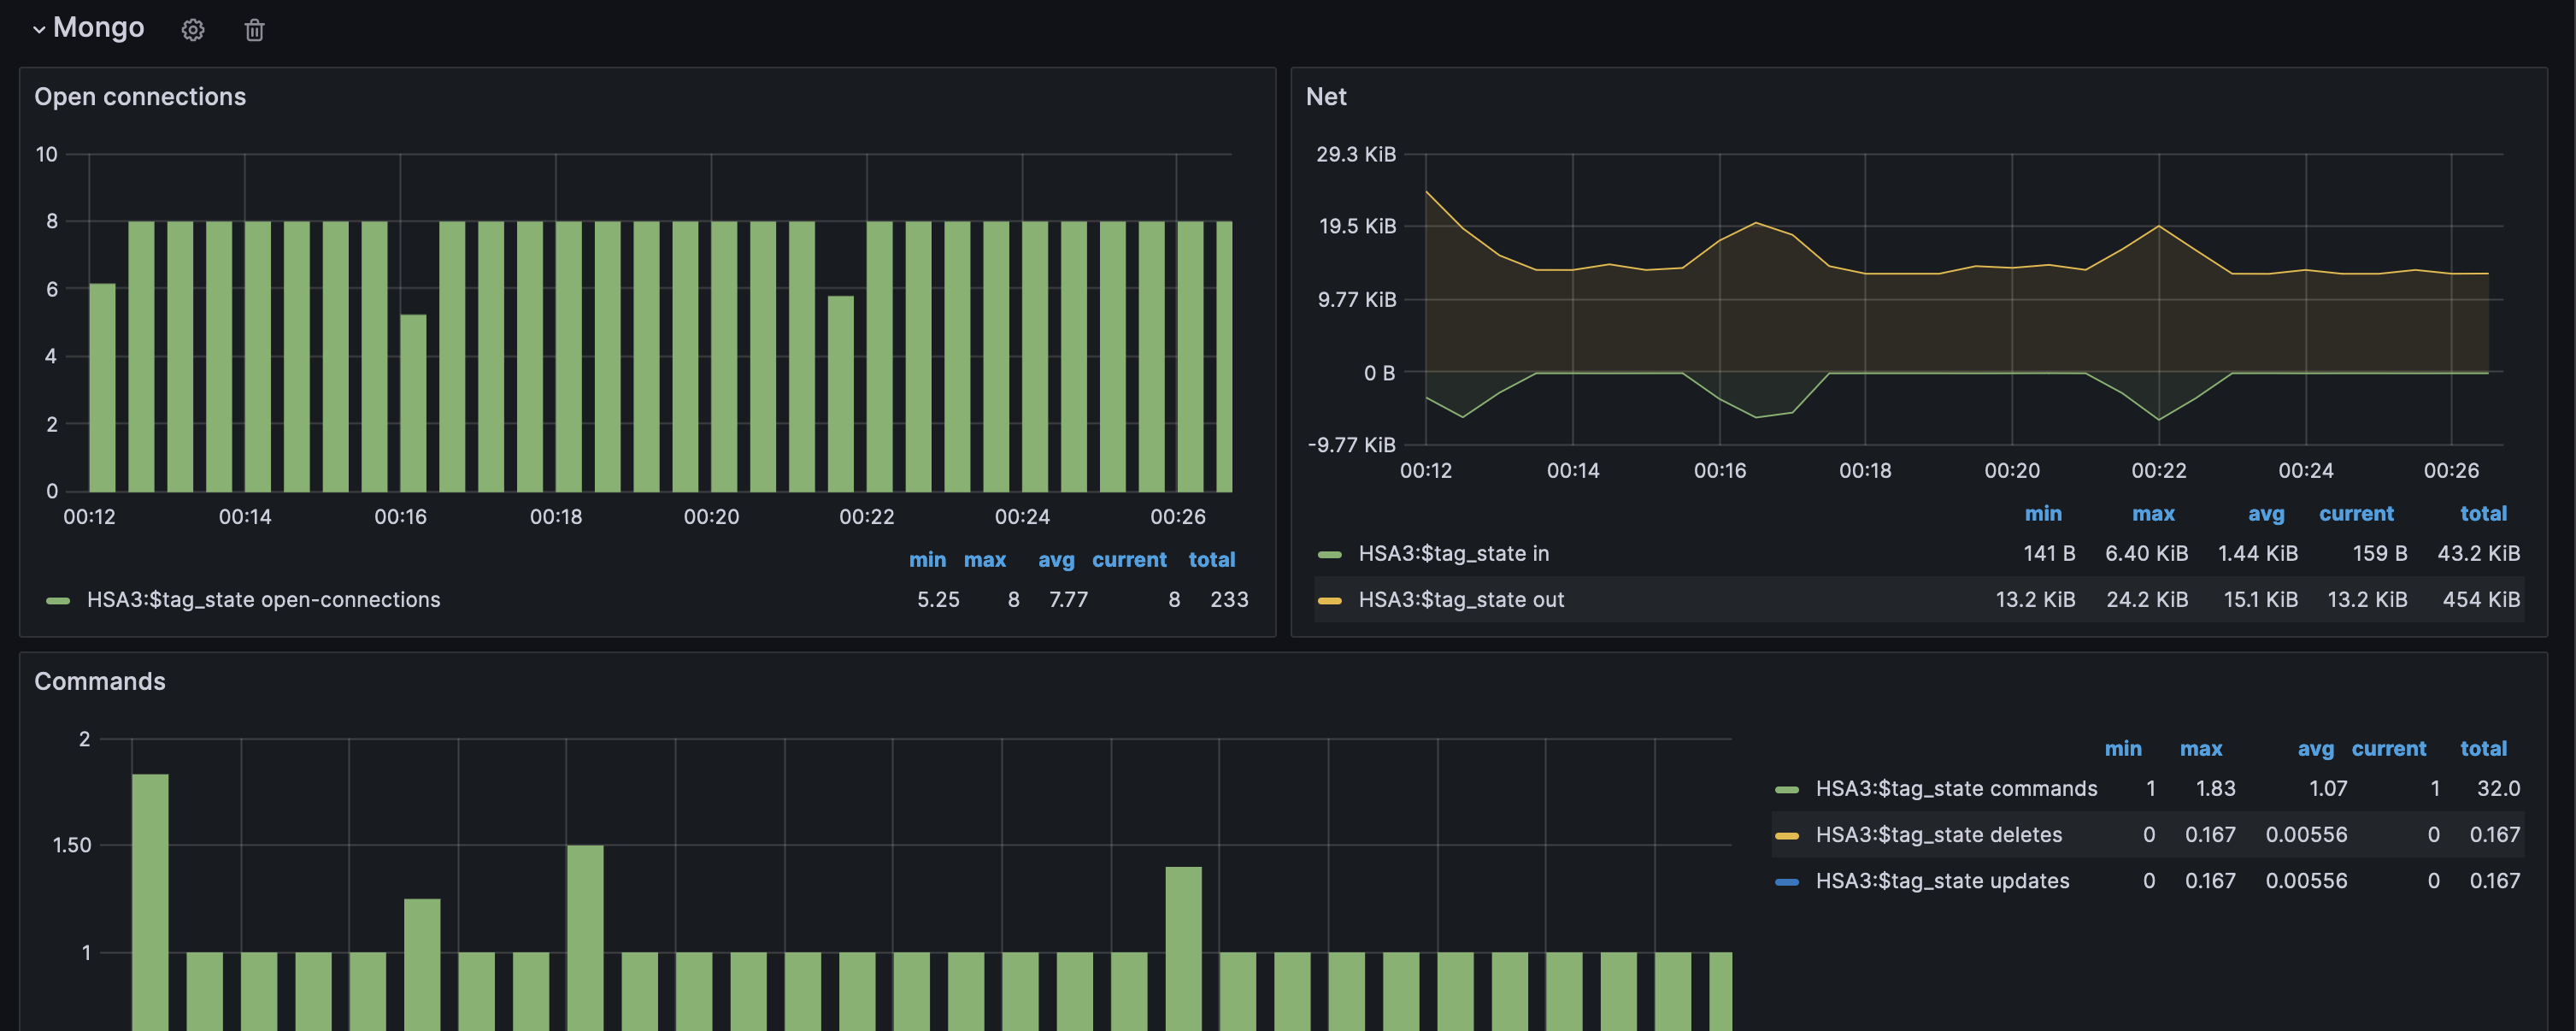 Mongo
Open connections
10
8
6
4
2
0
00:12 00:14 00:16 00:18 00:20 00:22 00:24 00:26
min max avg current total
HSA3:$tag_state open-connections 5.25 8 7.77 8 233
Net
29.3 KiB
19.5 KiB
9.77 KiB
0 B
-9.77 KiB
00:12 00:14 00:16 00:18 00:20 00:22 00:24 00:26
min max avg current total
HSA3:$tag_state in 141 B 6.40 KiB 1.44 KiB 159 B 43.2 KiB
HSA3:$tag_state out 13.2 KiB 24.2 KiB 15.1 KiB 13.2 KiB 454 KiB
Commands
2
1.50
1
min max avg current total
HSA3:$tag_state commands 1 1.83 1.07 1 32.0
HSA3:$tag_state deletes 0 0.167 0.00556 0 0.167
HSA3:$tag_state updates 0 0.167 0.00556 0 0.167